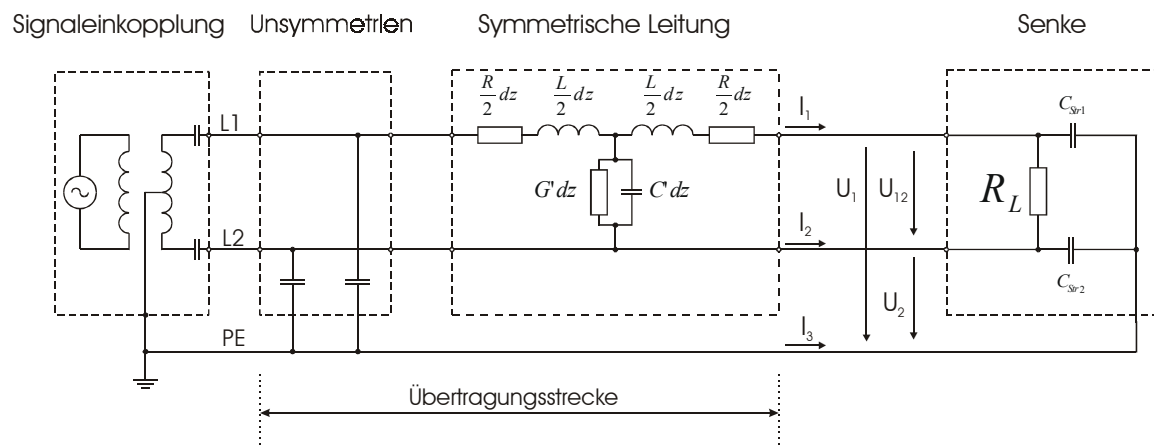 Signaleinkopplung Unsymmetrien Symmetrische Leitung Senke
R/2 dz L/2 dz L/2 dz R/2 dz
I₁
C_Str1
L1
G'dz C'dz
U₁ U₁₂
R_L
L2
I₂
C_Str2
U₂
PE
I₃
Übertragungsstrecke